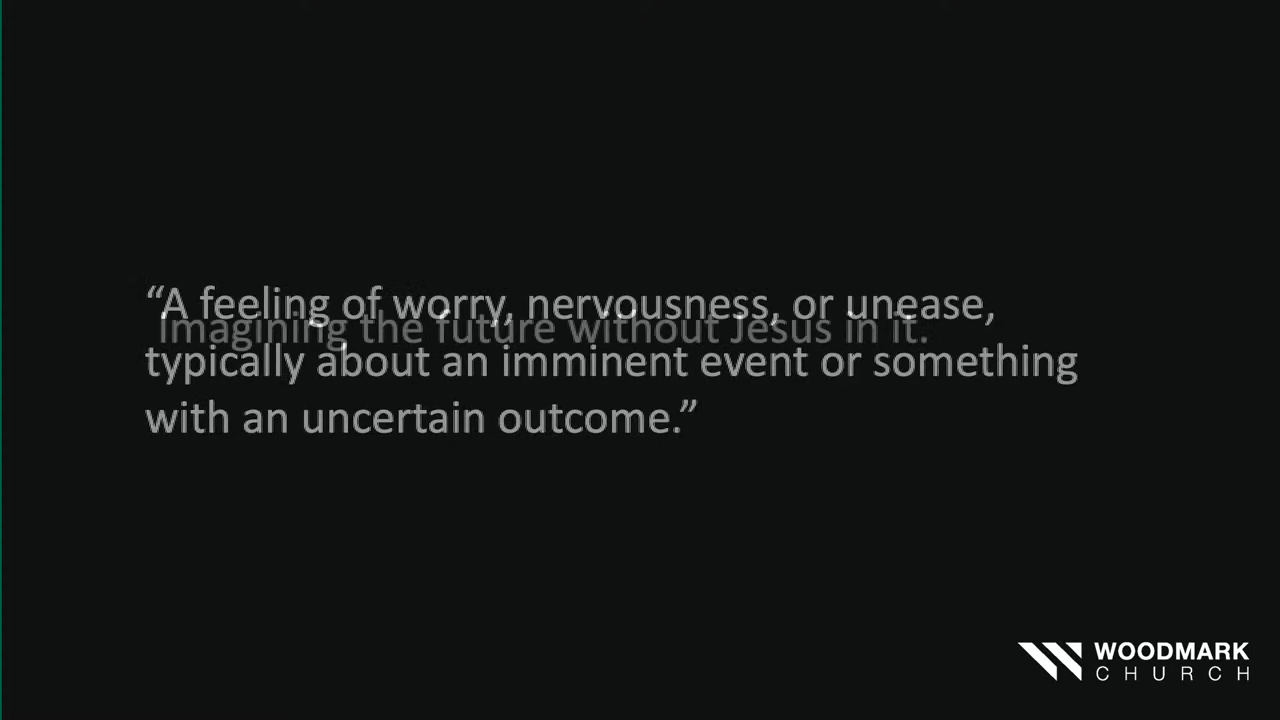 “A feeling of worry, nervousness, or unease,
Imagining the future without Jesus in it.
typically about an imminent event or something
with an uncertain outcome.”
WOODMARK
CHURCH